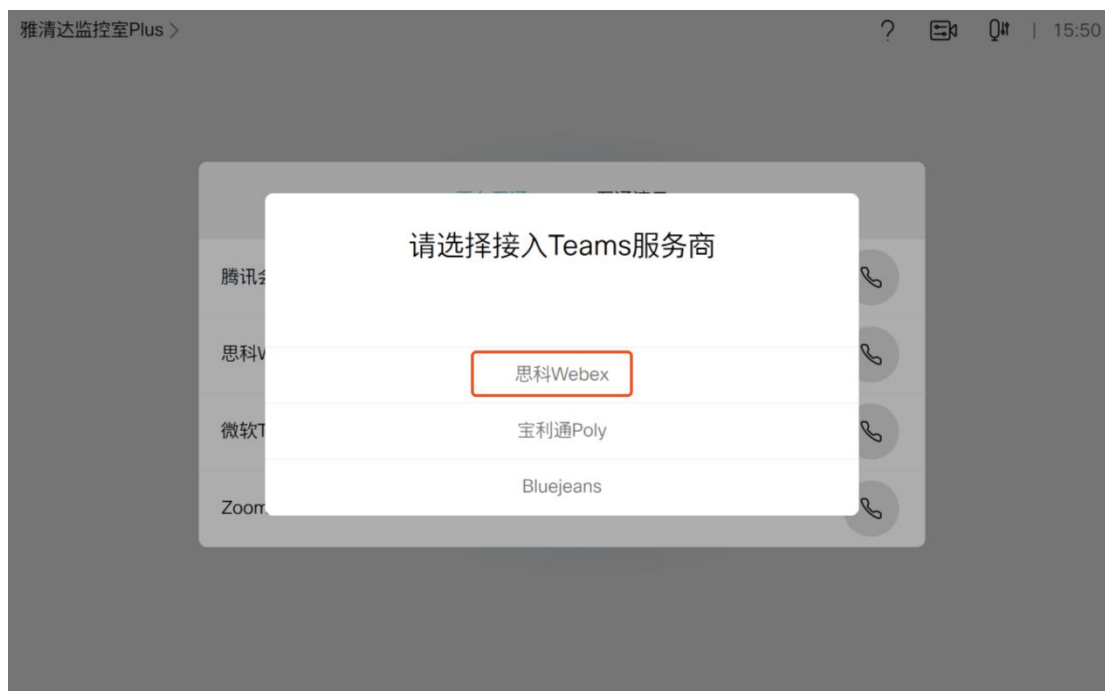 雅清达监控室Plus >
? | 15:50
请选择接入Teams服务商
腾讯会
思科W
思科Webex
微软T
宝利通Poly
Bluejeans
Zoom